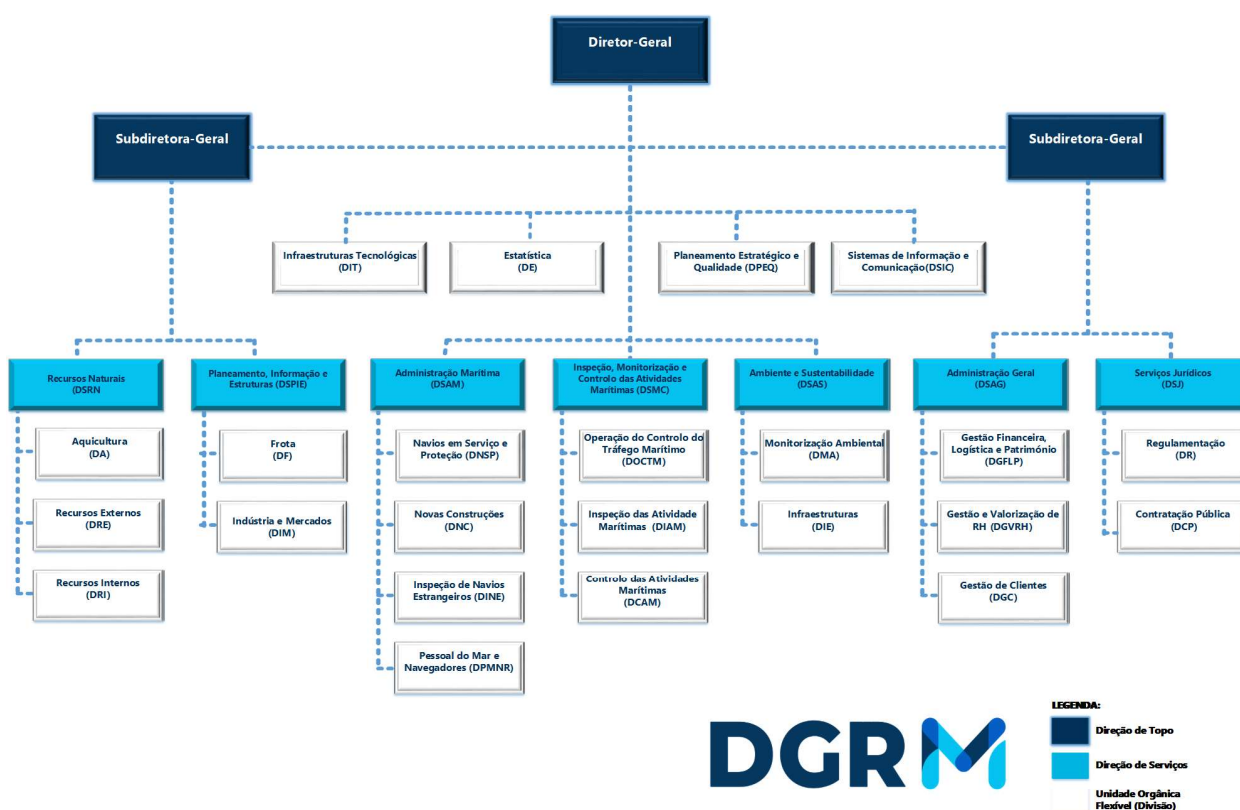 Diretor-Geral
Subdiretora-Geral
Subdiretora-Geral
Infraestruturas Tecnológicas
(DIT)
Estatística
(DE)
Planeamento Estratégico e
Qualidade (DPEQ)
Sistemas de Informação e
Comunicação(DSIC)
Recursos Naturais
(DSRN
Planeamento, Informação e
Estruturas (DSPIE)
Administração Marítima
(DSAM)
Inspeção, Monitorização e
Controlo das Atividades
Marítimas (DSMC)
Ambiente e Sustentabilidade
(DSAS)
Administração Geral
(DSAG)
Serviços Jurídicos
(DSJ)
Aquicultura
(DA)
Recursos Externos
(DRE)
Recursos Internos
(DRI)
Frota
(DF)
Indústria e Mercados
(DIM)
Navios em Serviço e
Proteção (DNSP)
Novas Construções
(DNC)
Inspeção de Navios
Estrangeiros (DINE)
Pessoal do Mar e
Navegadores (DPMNR)
Operação do Controlo do
Tráfego Marítimo
(DOCTM)
Inspeção das Atividade
Marítimas (DIAM)
Controlo das Atividades
Marítimas
(DCAM)
Monitorização Ambiental
(DMA)
Infraestruturas
(DIE)
Gestão Financeira,
Logística e Património
(DGFLP)
Gestão e Valorização de
RH (DGVRH)
Gestão de Clientes
(DGC)
Regulamentação
(DR)
Contratação Pública
(DCP)
DGRM
LEGENDA:
Direção de Topo
Direção de Serviços
Unidade Orgânica
Flexível (Divisão)